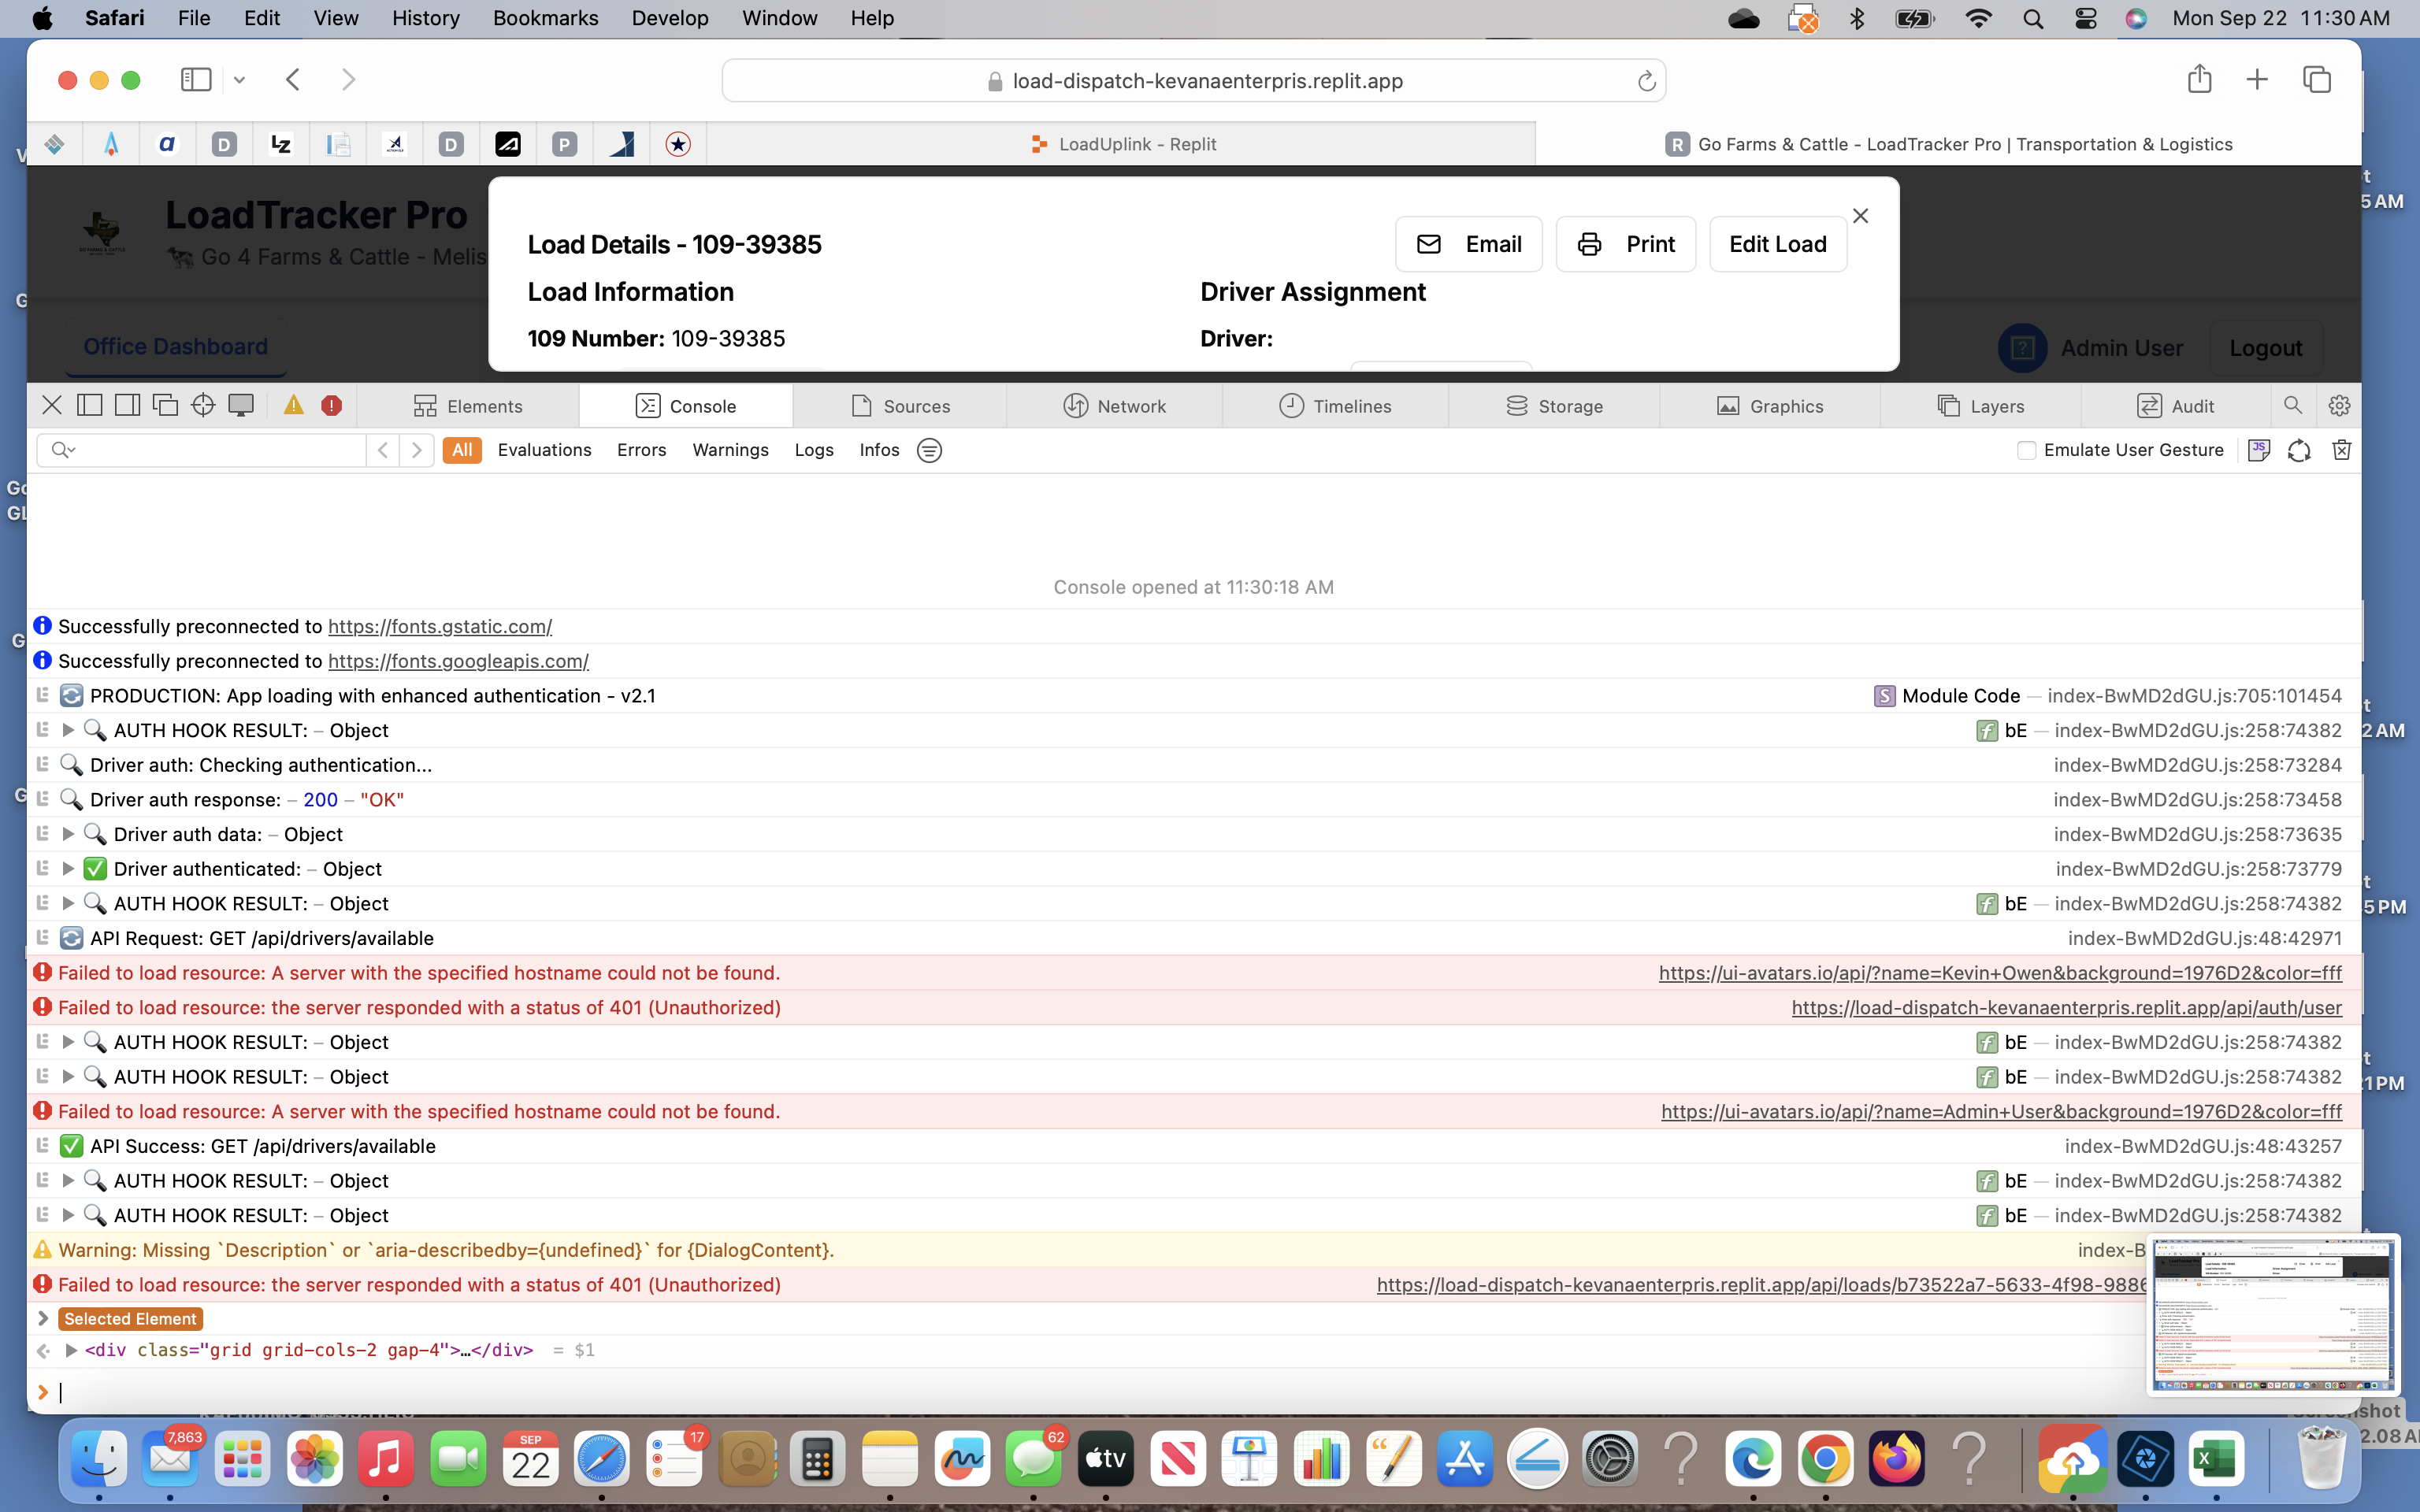 Safari File Edit View History Bookmarks Develop Window Help Mon Sep 22 11:30 AM
load-dispatch-kevanaenterpris.replit.app
a D LZ D P LoadUplink - Replit R Go Farms & Cattle - LoadTracker Pro | Transportation & Logistics
LoadTracker Pro
Go 4 Farms & Cattle - Melis
Load Details - 109-39385 Email Print Edit Load
Load Information Driver Assignment
109 Number: 109-39385 Driver:
Office Dashboard Admin User Logout
Elements Console Sources Network Timelines Storage Graphics Layers Audit
All Evaluations Errors Warnings Logs Infos Emulate User Gesture
Console opened at 11:30:18 AM
Successfully preconnected to https://fonts.gstatic.com/
Successfully preconnected to https://fonts.googleapis.com/
PRODUCTION: App loading with enhanced authentication - v2.1 S Module Code — index-BwMD2dGU.js:705:101454
AUTH HOOK RESULT: – Object f bE — index-BwMD2dGU.js:258:74382
Driver auth: Checking authentication... index-BwMD2dGU.js:258:73284
Driver auth response: – 200 – "OK" index-BwMD2dGU.js:258:73458
Driver auth data: – Object index-BwMD2dGU.js:258:73635
Driver authenticated: – Object index-BwMD2dGU.js:258:73779
AUTH HOOK RESULT: – Object f bE — index-BwMD2dGU.js:258:74382
API Request: GET /api/drivers/available index-BwMD2dGU.js:48:42971
Failed to load resource: A server with the specified hostname could not be found. https://ui-avatars.io/api/?name=Kevin+Owen&background=1976D2&color=fff
Failed to load resource: the server responded with a status of 401 (Unauthorized) https://load-dispatch-kevanaenterpris.replit.app/api/auth/user
AUTH HOOK RESULT: – Object f bE — index-BwMD2dGU.js:258:74382
AUTH HOOK RESULT: – Object f bE — index-BwMD2dGU.js:258:74382
Failed to load resource: A server with the specified hostname could not be found. https://ui-avatars.io/api/?name=Admin+User&background=1976D2&color=fff
API Success: GET /api/drivers/available index-BwMD2dGU.js:48:43257
AUTH HOOK RESULT: – Object f bE — index-BwMD2dGU.js:258:74382
AUTH HOOK RESULT: – Object f bE — index-BwMD2dGU.js:258:74382
Warning: Missing `Description` or `aria-describedby={undefined}` for {DialogContent}. index-B
Failed to load resource: the server responded with a status of 401 (Unauthorized) https://load-dispatch-kevanaenterpris.replit.app/api/loads/b73522a7-5633-4f98-9886
Selected Element
<div class="grid grid-cols-2 gap-4">…</div> = $1
7,863 SEP 22 17 62 tv